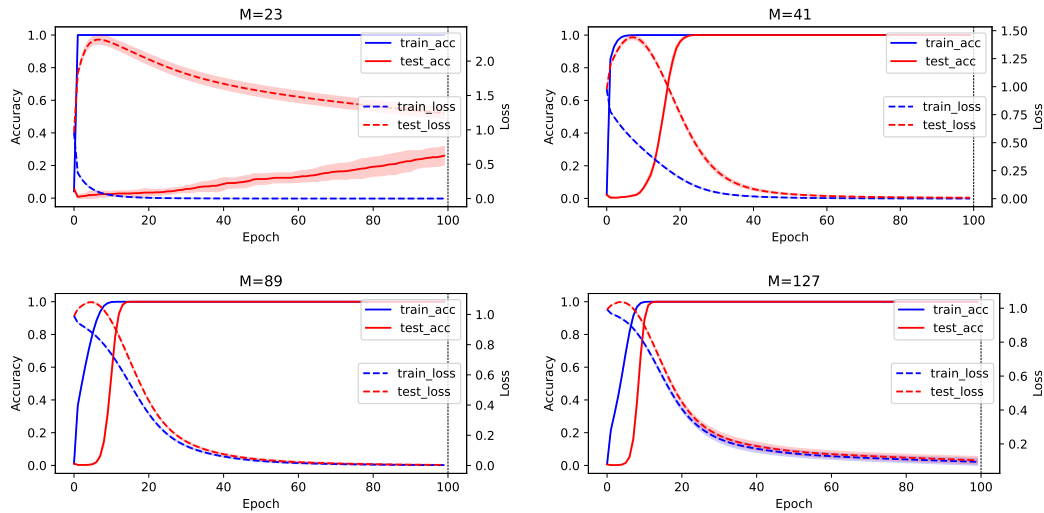 M=23
Accuracy
1.0
0.8
0.6
0.4
0.2
0.0
0
20
40
60
80
100
Epoch
2.0
1.5
1.0
0.5
0.0
Loss
train_acc
test_acc
train_loss
test_loss
M=41
Accuracy
1.0
0.8
0.6
0.4
0.2
0.0
0
20
40
60
80
100
Epoch
1.50
1.25
1.00
0.75
0.50
0.25
0.00
Loss
train_acc
test_acc
train_loss
test_loss
M=89
Accuracy
1.0
0.8
0.6
0.4
0.2
0.0
0
20
40
60
80
100
Epoch
1.0
0.8
0.6
0.4
0.2
0.0
Loss
train_acc
test_acc
train_loss
test_loss
M=127
Accuracy
1.0
0.8
0.6
0.4
0.2
0.0
0
20
40
60
80
100
Epoch
1.0
0.8
0.6
0.4
0.2
Loss
train_acc
test_acc
train_loss
test_loss